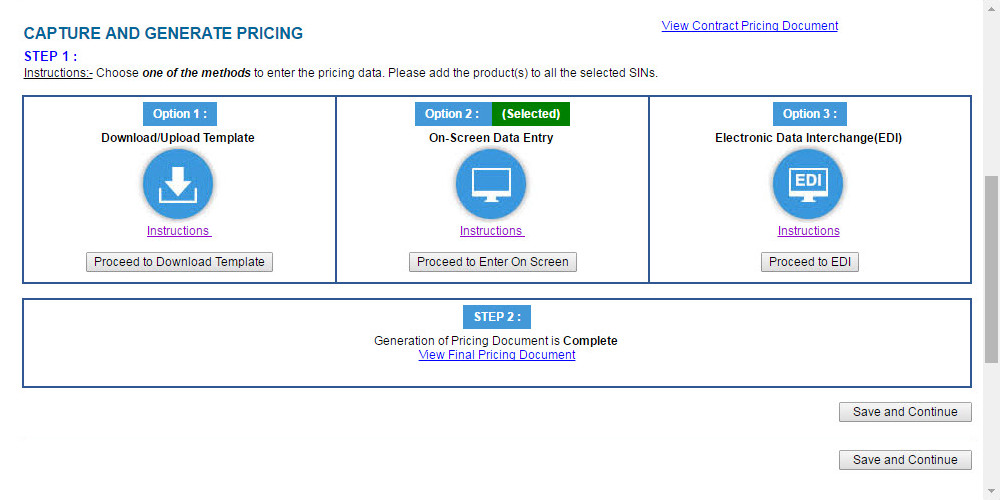 CAPTURE AND GENERATE PRICING
View Contract Pricing Document
STEP 1 :
Instructions:- Choose one of the methods to enter the pricing data. Please add the product(s) to all the selected SINs.
Option 1 :
Download/Upload Template
Instructions
Proceed to Download Template
Option 2 : (Selected)
On-Screen Data Entry
Instructions
Proceed to Enter On Screen
Option 3 :
Electronic Data Interchange(EDI)
EDI
Instructions
Proceed to EDI
STEP 2 :
Generation of Pricing Document is Complete
View Final Pricing Document
Save and Continue
Save and Continue